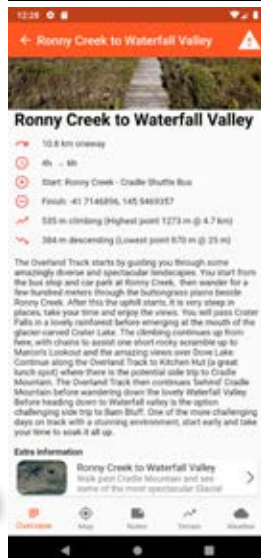 12:26
Ronny Creek to Waterfall Valley
Ronny Creek to Waterfall Valley
10.8 km oneway
4h → 6h
Start: Ronny Creek - Cradle Shuttle Bus
Finish: -41.7146896, 145.9469357
535 m climbing (Highest point 1273 m @ 4.7 km)
384 m descending (Lowest point 870 m @ 25 m)
The Overland Track starts by guiding you through some
amazingly diverse and spectacular landscapes. You start from
the bus shop and car park at Ronny Creek, then wander for a
few hundred meters through the buttongrass plains beside
Ronny Creek. After this the uphill starts, it is very steep in
places, take your time and enjoy the views. You will pass Crater
Falls in a lovely rainforest before emerging at the mouth of the
glacier-carved Crater Lake. The climbing continues up from
here, with chains to assist one short rocky scramble up to
Marion's Lookout and the amazing views over Dove Lake.
Continue along the Overland Track to Kitchen Hut (a great
lunch spot) where there is the potential side trip to Cradle
Mountain. The Overland Track then continues 'behind' Cradle
Mountain before wandering down the lovely Waterfall Valley.
Before heading down to Waterfall valley is the option
challenging side trip to Barn Bluff. One of the more challenging
days on track with a stunning environment, start early and take
your time to soak it all up.
Extra information
Ronny Creek to Waterfall Valley
Walk past Cradle Mountain and see
some of the most spectacular Glacial
Overview
Map
Notes
Terrain
Weather